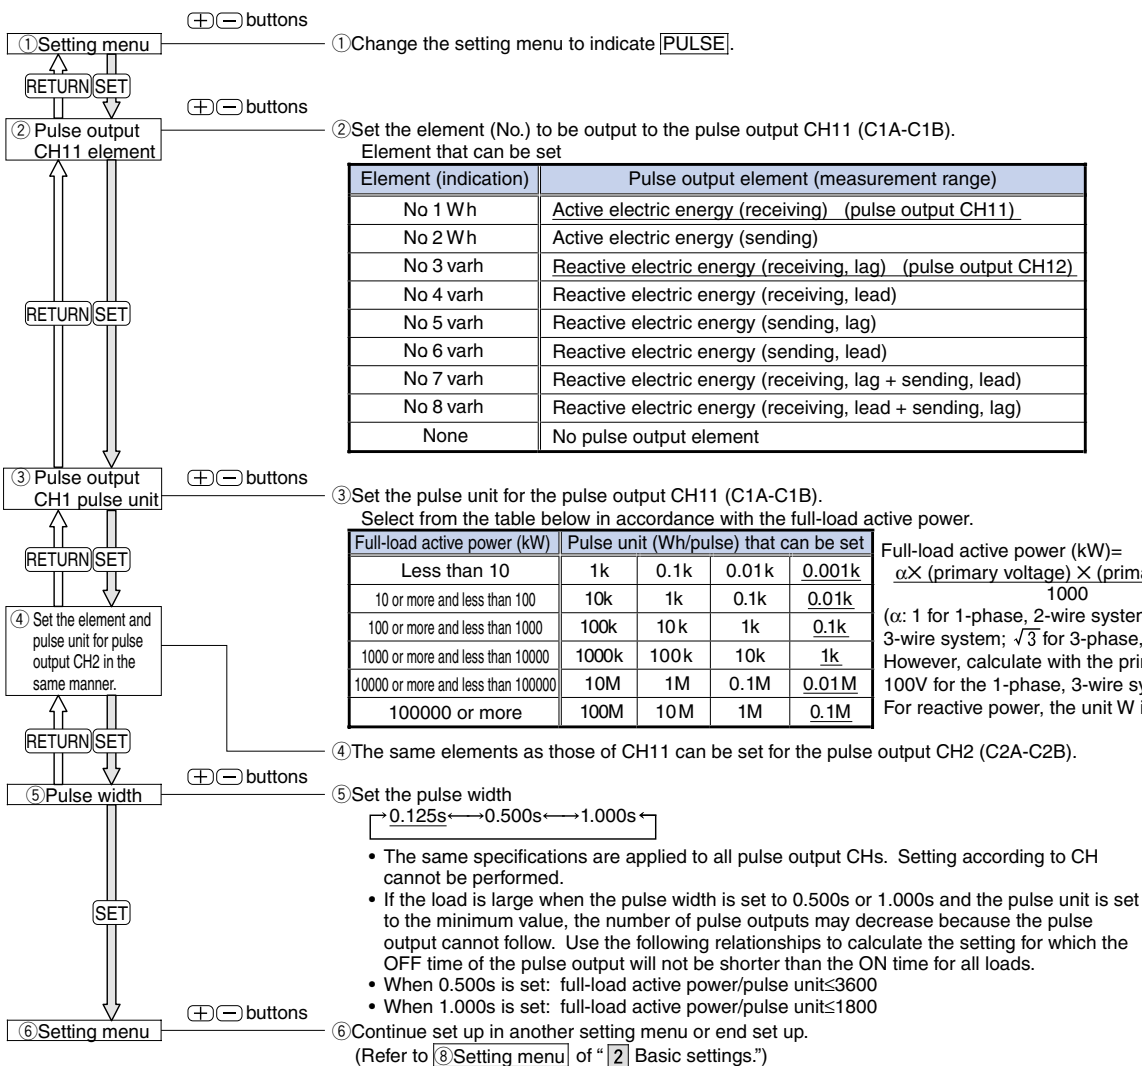 ⊕⊖ buttons
①Setting menu
①Change the setting menu to indicate PULSE.
RETURN SET
⊕⊖ buttons
② Pulse output
CH11 element
②Set the element (No.) to be output to the pulse output CH11 (C1A-C1B).
Element that can be set
Element (indication) Pulse output element (measurement range)
No 1 Wh Active electric energy (receiving) (pulse output CH11)
No 2 Wh Active electric energy (sending)
No 3 varh Reactive electric energy (receiving, lag) (pulse output CH12)
No 4 varh Reactive electric energy (receiving, lead)
RETURN SET
No 5 varh Reactive electric energy (sending, lag)
No 6 varh Reactive electric energy (sending, lead)
No 7 varh Reactive electric energy (receiving, lag + sending, lead)
No 8 varh Reactive electric energy (receiving, lead + sending, lag)
None No pulse output element
③ Pulse output
CH1 pulse unit
⊕⊖ buttons
③Set the pulse unit for the pulse output CH11 (C1A-C1B).
Select from the table below in accordance with the full-load active power.
Full-load active power (kW) Pulse unit (Wh/pulse) that can be set
Less than 10 1k 0.1k 0.01k 0.001k
10 or more and less than 100 10k 1k 0.1k 0.01k
100 or more and less than 1000 100k 10k 1k 0.1k
1000 or more and less than 10000 1000k 100k 10k 1k
10000 or more and less than 100000 10M 1M 0.1M 0.01M
100000 or more 100M 10M 1M 0.1M
Full-load active power (kW)=
α× (primary voltage) × (prima
1000
(α: 1 for 1-phase, 2-wire system
3-wire system; √3 for 3-phase,
However, calculate with the pri
100V for the 1-phase, 3-wire sy
For reactive power, the unit W i
RETURN SET
④ Set the element and
pulse unit for pulse
output CH2 in the
same manner.
RETURN SET
④The same elements as those of CH11 can be set for the pulse output CH2 (C2A-C2B).
⊕⊖ buttons
⑤Pulse width
⑤Set the pulse width
→0.125s←→0.500s←→1.000s←
• The same specifications are applied to all pulse output CHs. Setting according to CH
cannot be performed.
• If the load is large when the pulse width is set to 0.500s or 1.000s and the pulse unit is set
to the minimum value, the number of pulse outputs may decrease because the pulse
output cannot follow. Use the following relationships to calculate the setting for which the
OFF time of the pulse output will not be shorter than the ON time for all loads.
• When 0.500s is set: full-load active power/pulse unit≤3600
• When 1.000s is set: full-load active power/pulse unit≤1800
SET
⊕⊖ buttons
⑥Setting menu
⑥Continue set up in another setting menu or end set up.
(Refer to ⑧Setting menu of “ 2 Basic settings.”)